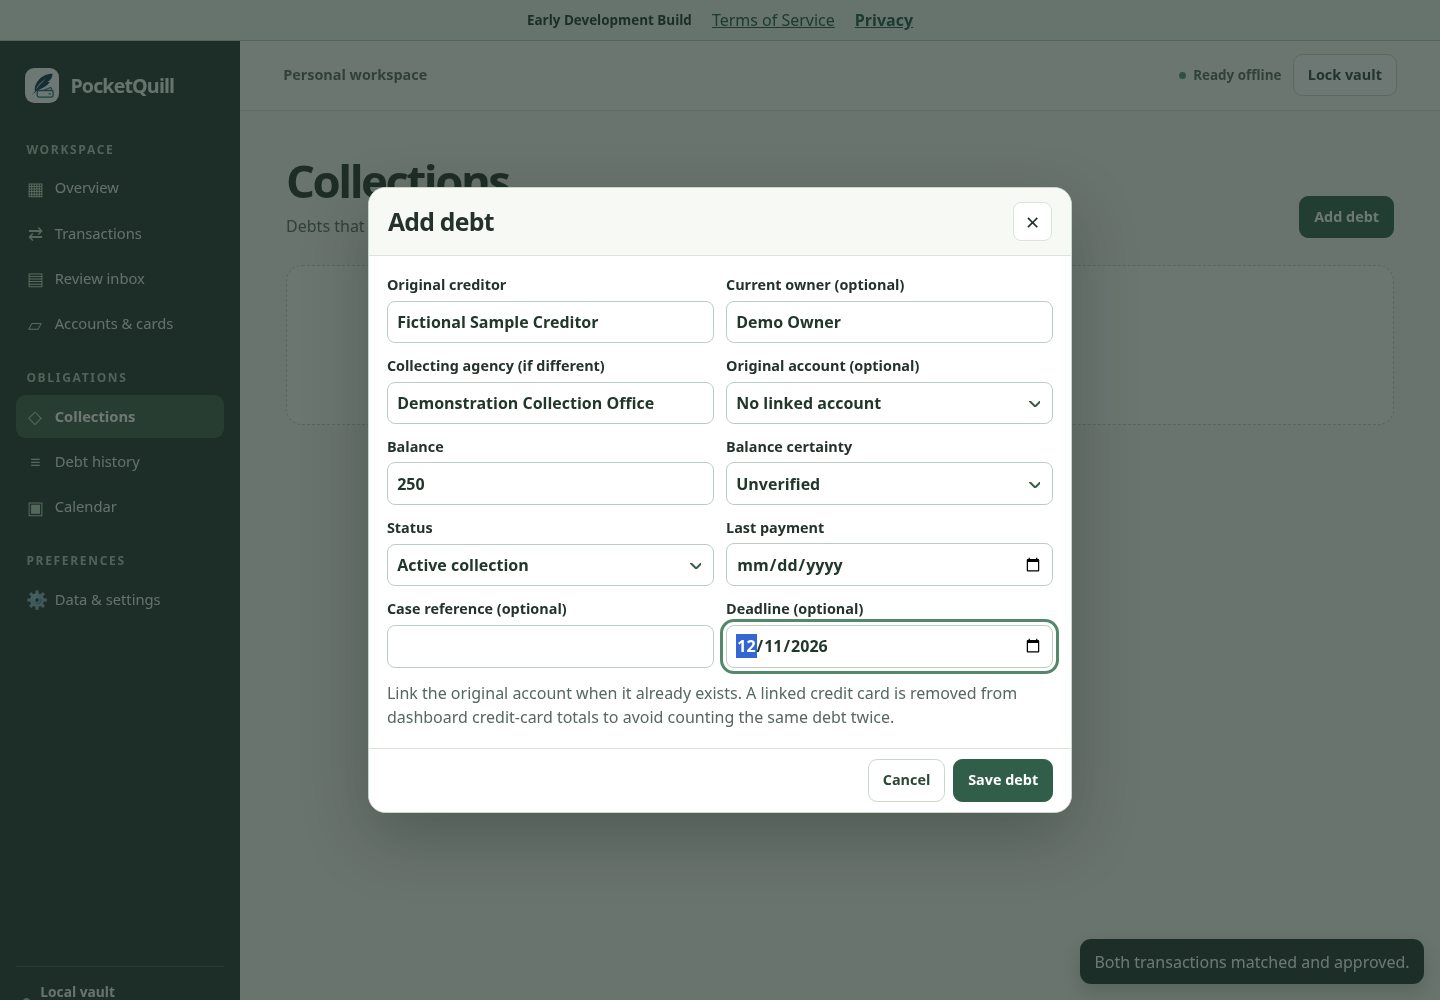 Early Development Build Terms of Service Privacy
PocketQuill
Personal workspace
Ready offline
Lock vault
WORKSPACE
Overview
Transactions
Review inbox
Accounts & cards
OBLIGATIONS
Collections
Debt history
Calendar
PREFERENCES
Data & settings
Local vault
Collections
Debts that
Add debt
Add debt
Original creditor
Fictional Sample Creditor
Current owner (optional)
Demo Owner
Collecting agency (if different)
Demonstration Collection Office
Original account (optional)
No linked account
Balance
250
Balance certainty
Unverified
Status
Active collection
Last payment
mm/dd/yyyy
Case reference (optional)
Deadline (optional)
12/11/2026
Link the original account when it already exists. A linked credit card is removed from
dashboard credit-card totals to avoid counting the same debt twice.
Cancel
Save debt
Both transactions matched and approved.